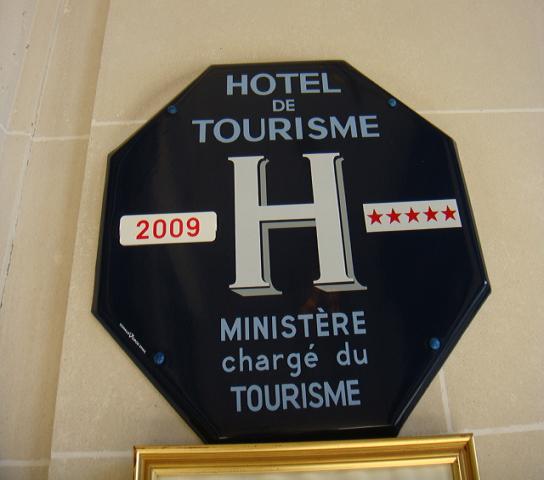 HOTEL
DE
TOURISME
H
2009
★★★★★
MINISTÈRE
chargé du
TOURISME